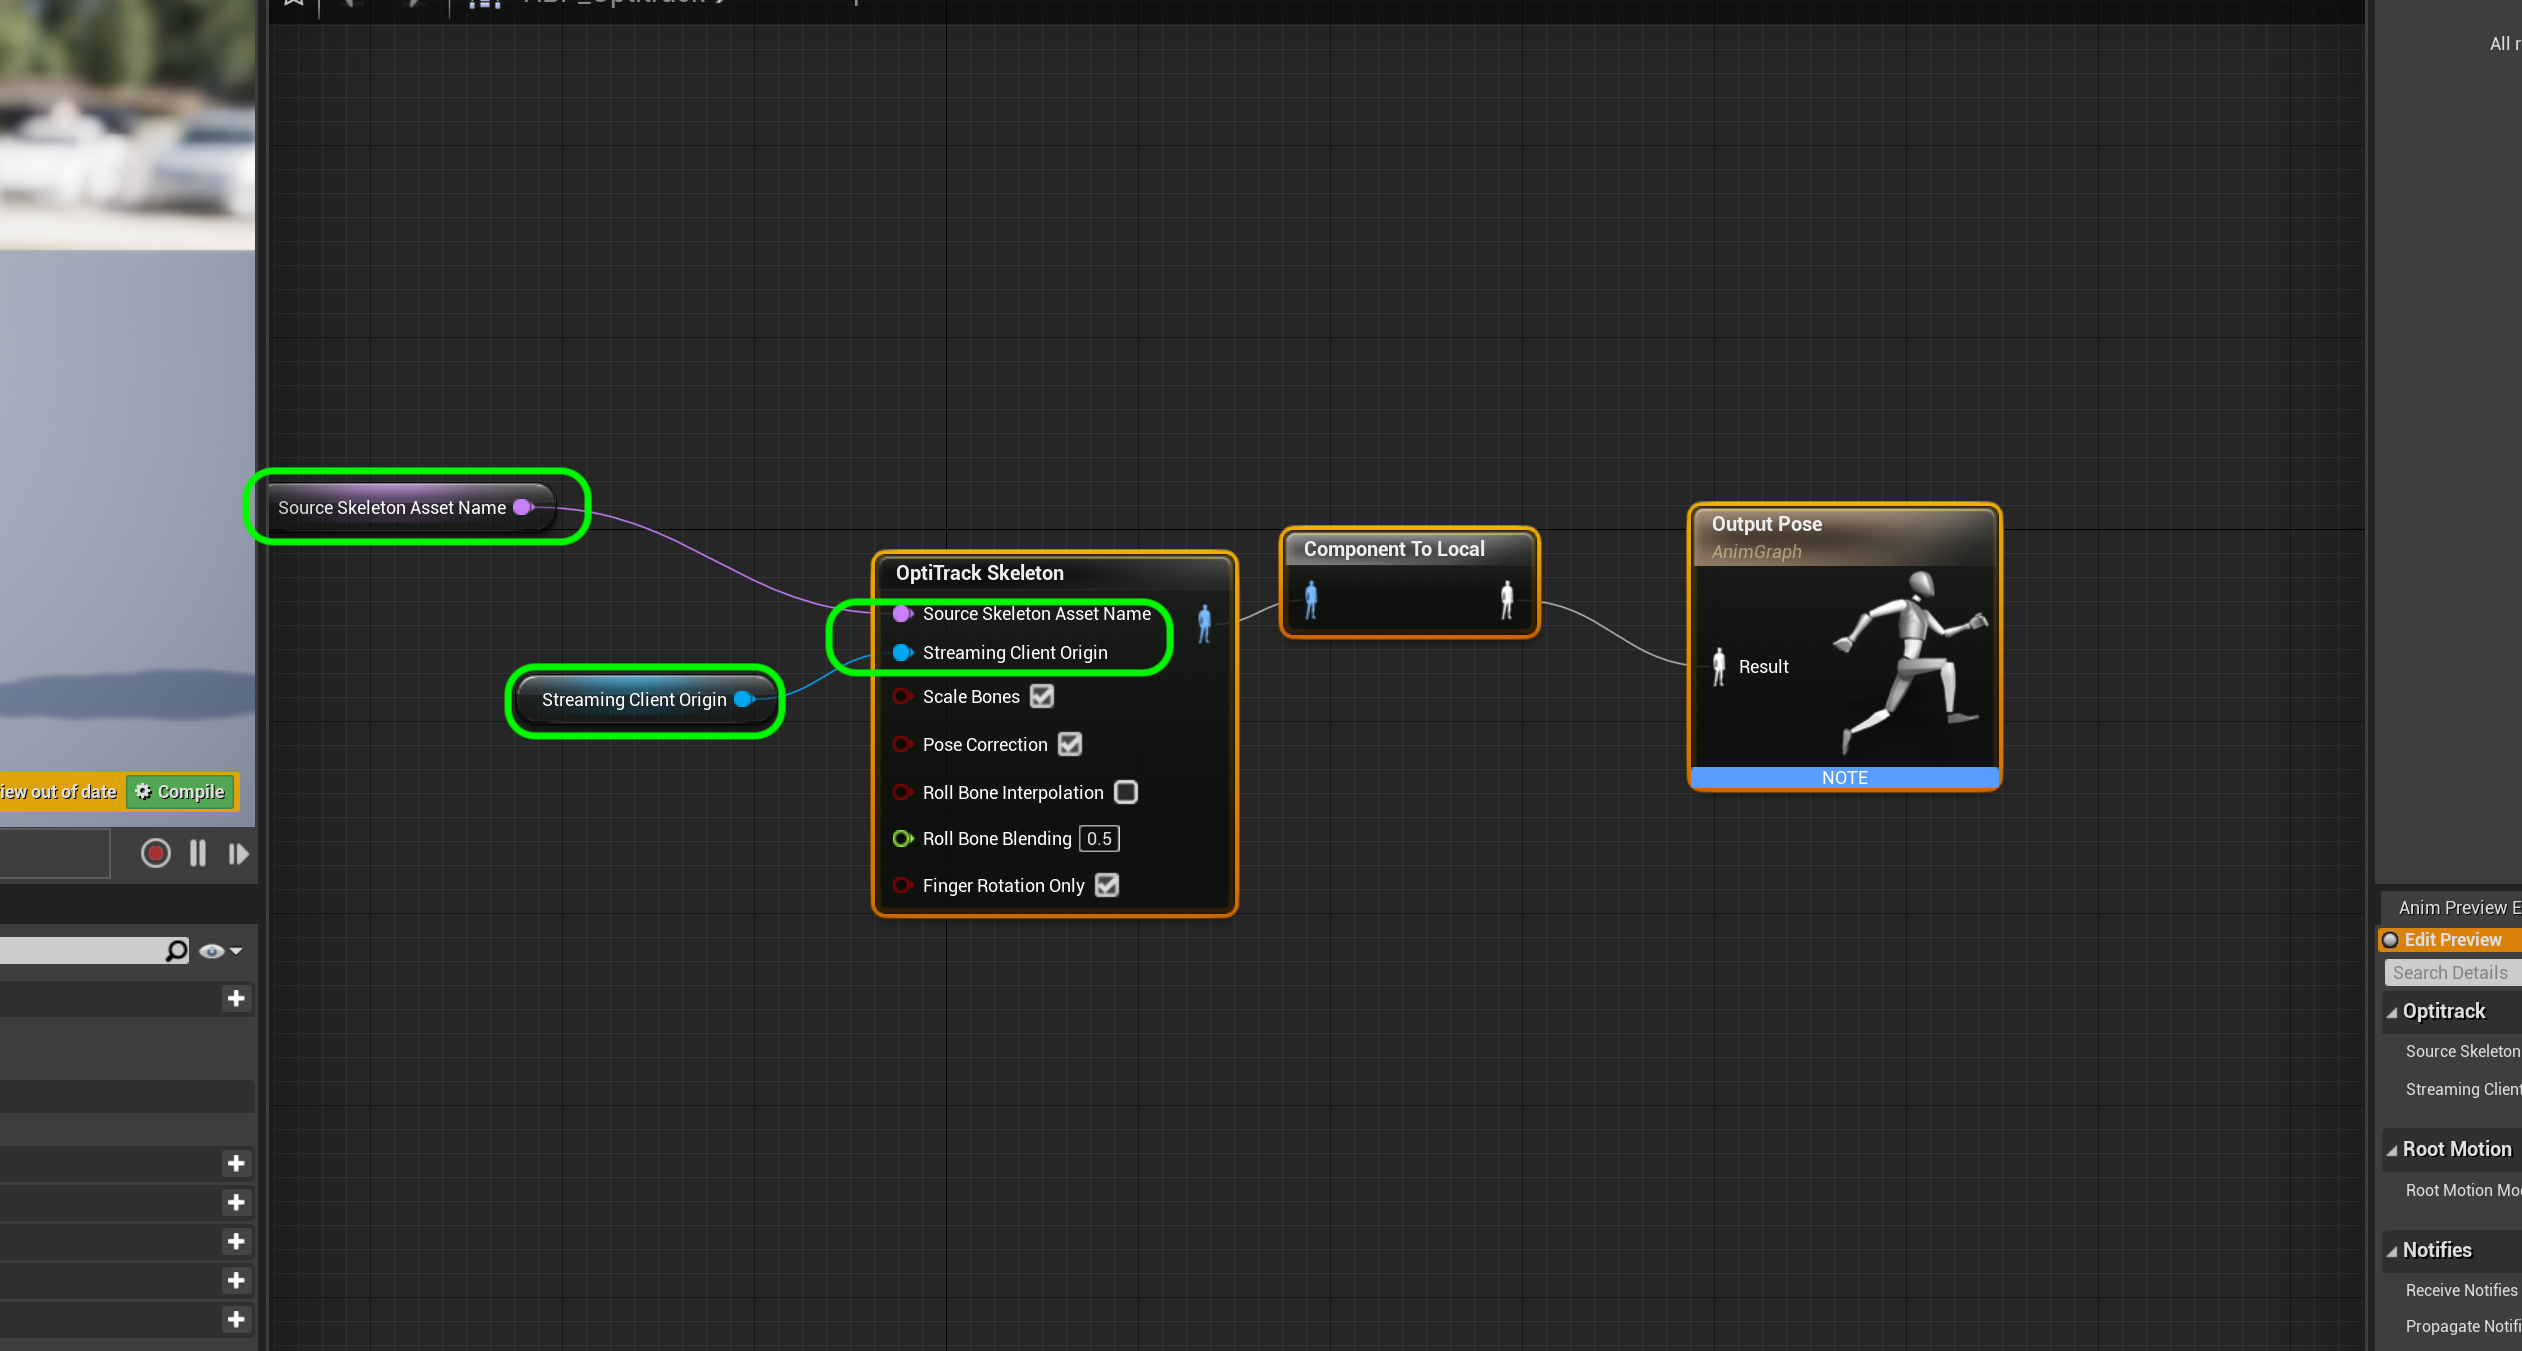 All r
Source Skeleton Asset Name
OptiTrack Skeleton
Source Skeleton Asset Name
Streaming Client Origin
Scale Bones
Pose Correction
Roll Bone Interpolation
Roll Bone Blending 0.5
Finger Rotation Only
Streaming Client Origin
Component To Local
Output Pose
AnimGraph
Result
NOTE
iew out of date Compile
Anim Preview E
Edit Preview
Search Details
Optitrack
Source Skeleton
Streaming Client
Root Motion
Root Motion Mo
Notifies
Receive Notifies
Propagate Notifi